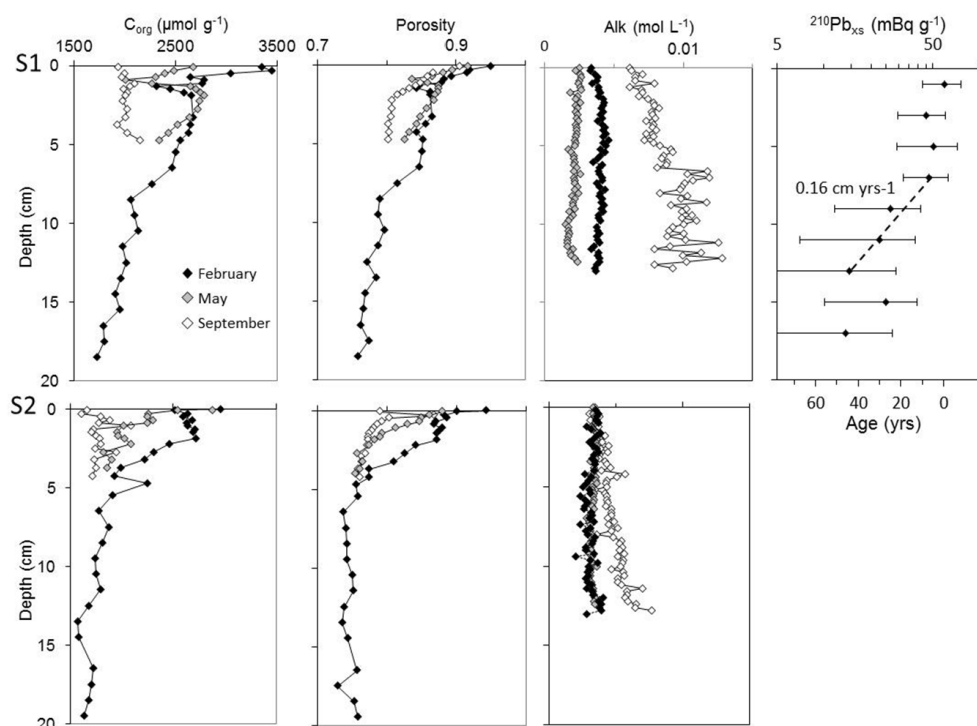 C_org (µmol g⁻¹)
1500 2500 3500
Porosity
0.7 0.9
Alk (mol L⁻¹)
0 0.01
²¹⁰Pb_xs (mBq g⁻¹)
5 50
S1
0
5
10
15
20
Depth (cm)
February
May
September
0.16 cm yrs-1
60 40 20 0
Age (yrs)
S2
0
5
10
15
20
Depth (cm)